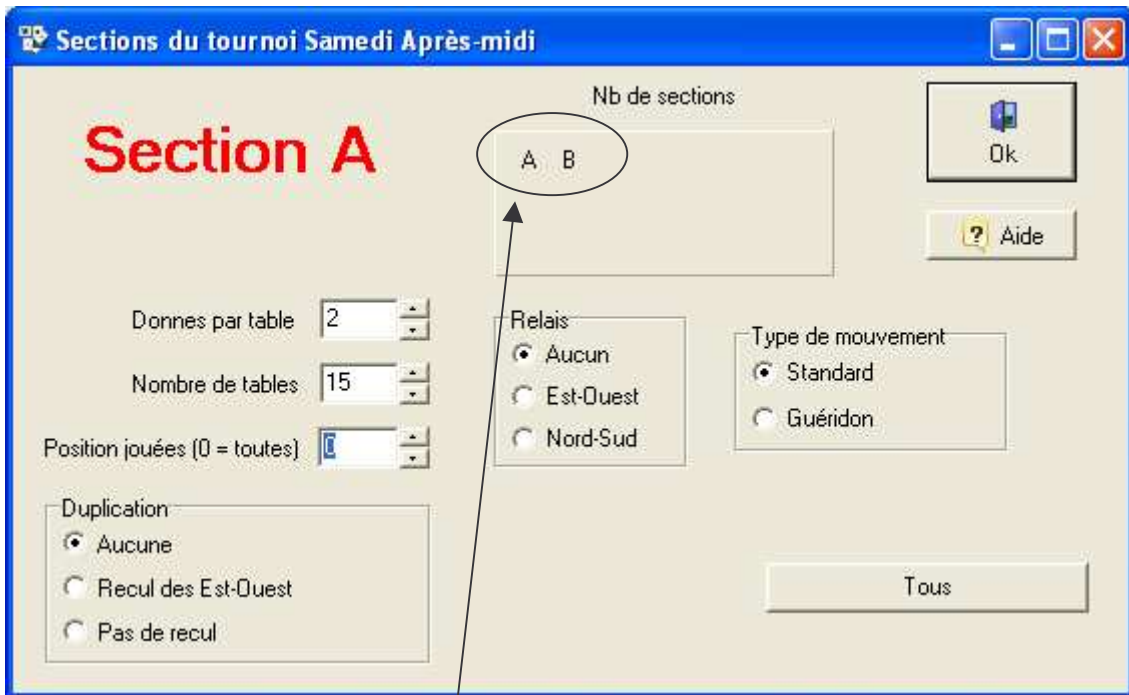 Sections du tournoi Samedi Après-midi
Section A
Nb de sections
A B
Ok
Aide
Donnes par table 2
Nombre de tables 15
Position jouées (0 = toutes) 0
Relais
Aucun
Est-Ouest
Nord-Sud
Type de mouvement
Standard
Guéridon
Duplication
Aucune
Recul des Est-Ouest
Pas de recul
Tous